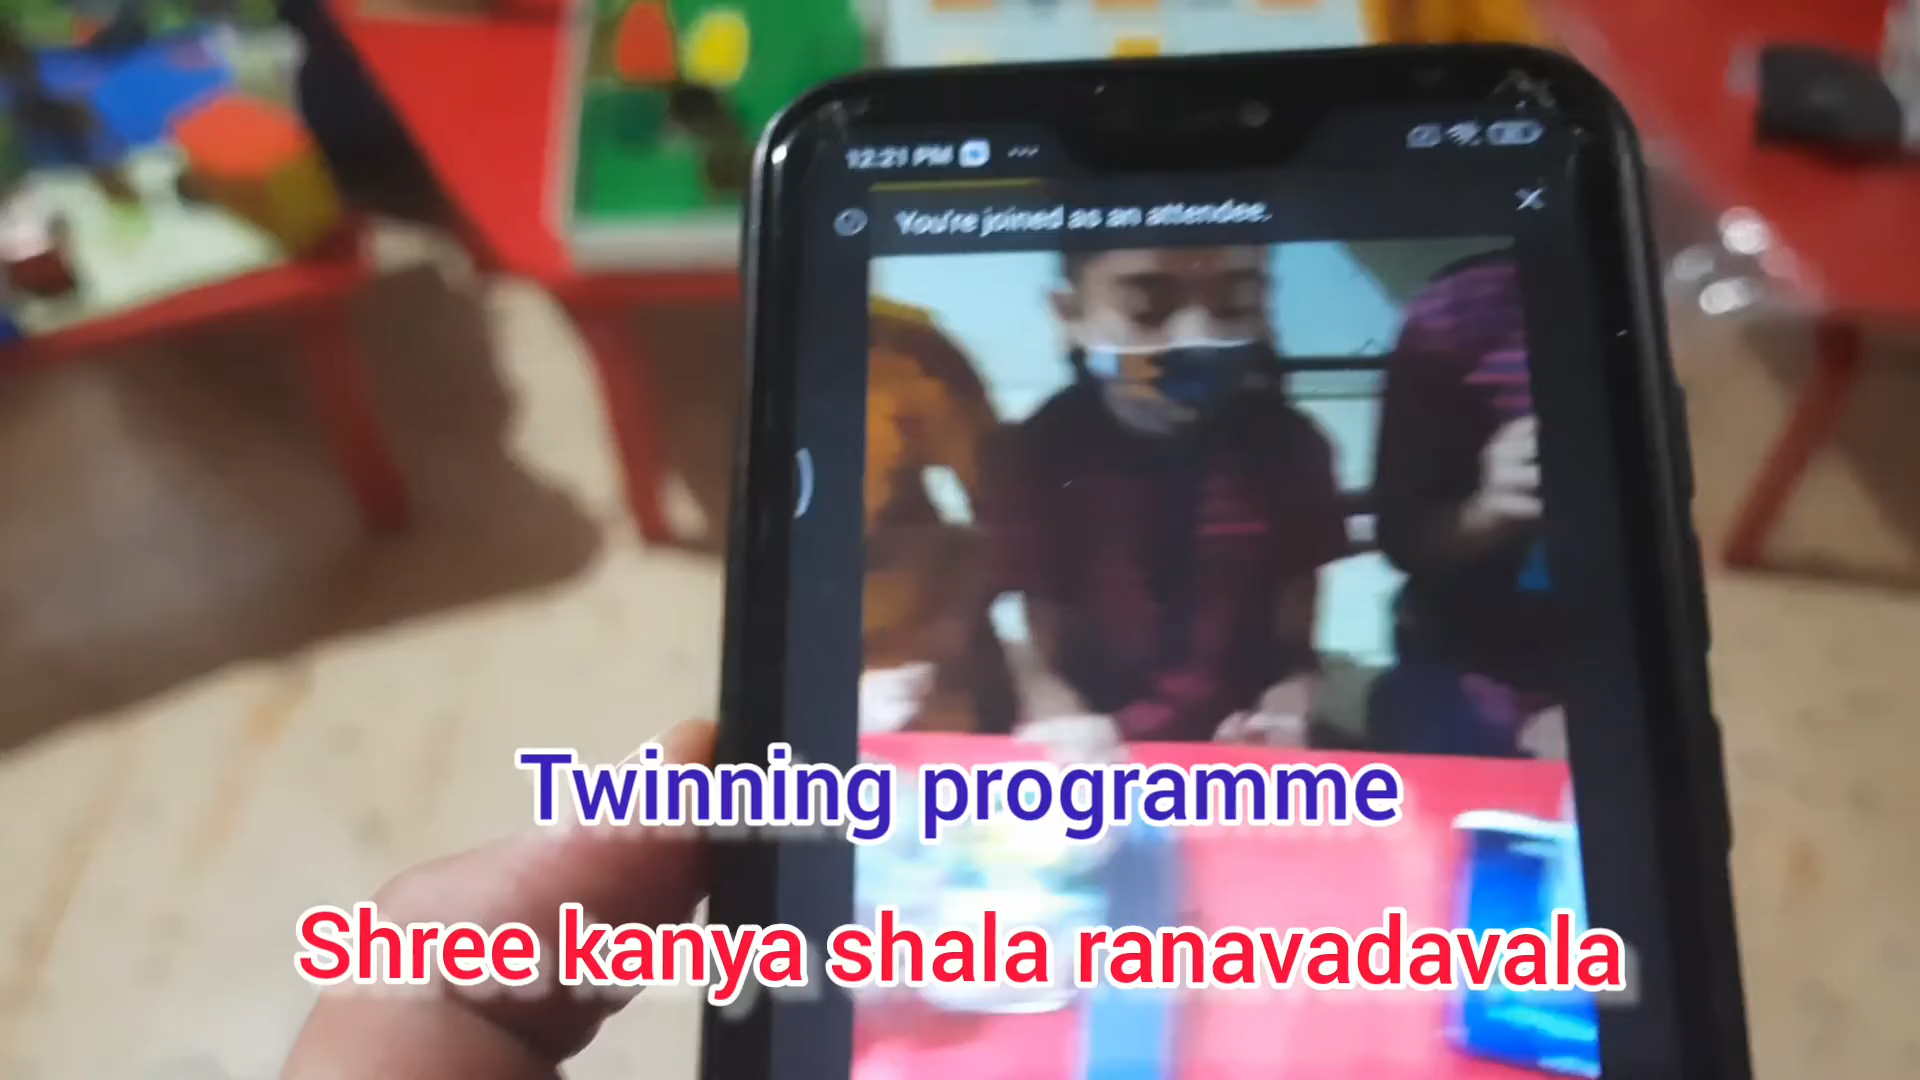 12:21 PM
You're joined as an attendee.
Twinning programme
Shree kanya shala ranavadavala